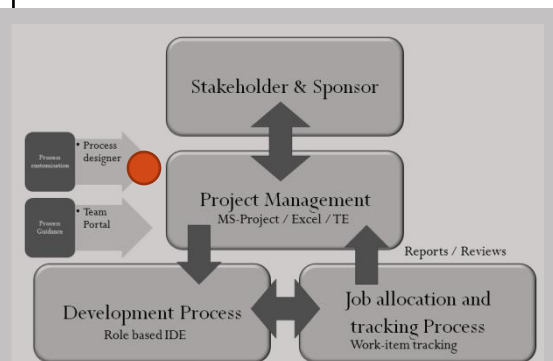 Stakeholder & Sponsor
Process
customization
• Process
designer
Project Management
MS-Project / Excel / TE
Process
Guidance
• Team
Portal
Reports / Reviews
Development Process
Role based IDE
Job allocation and
tracking Process
Work-item tracking